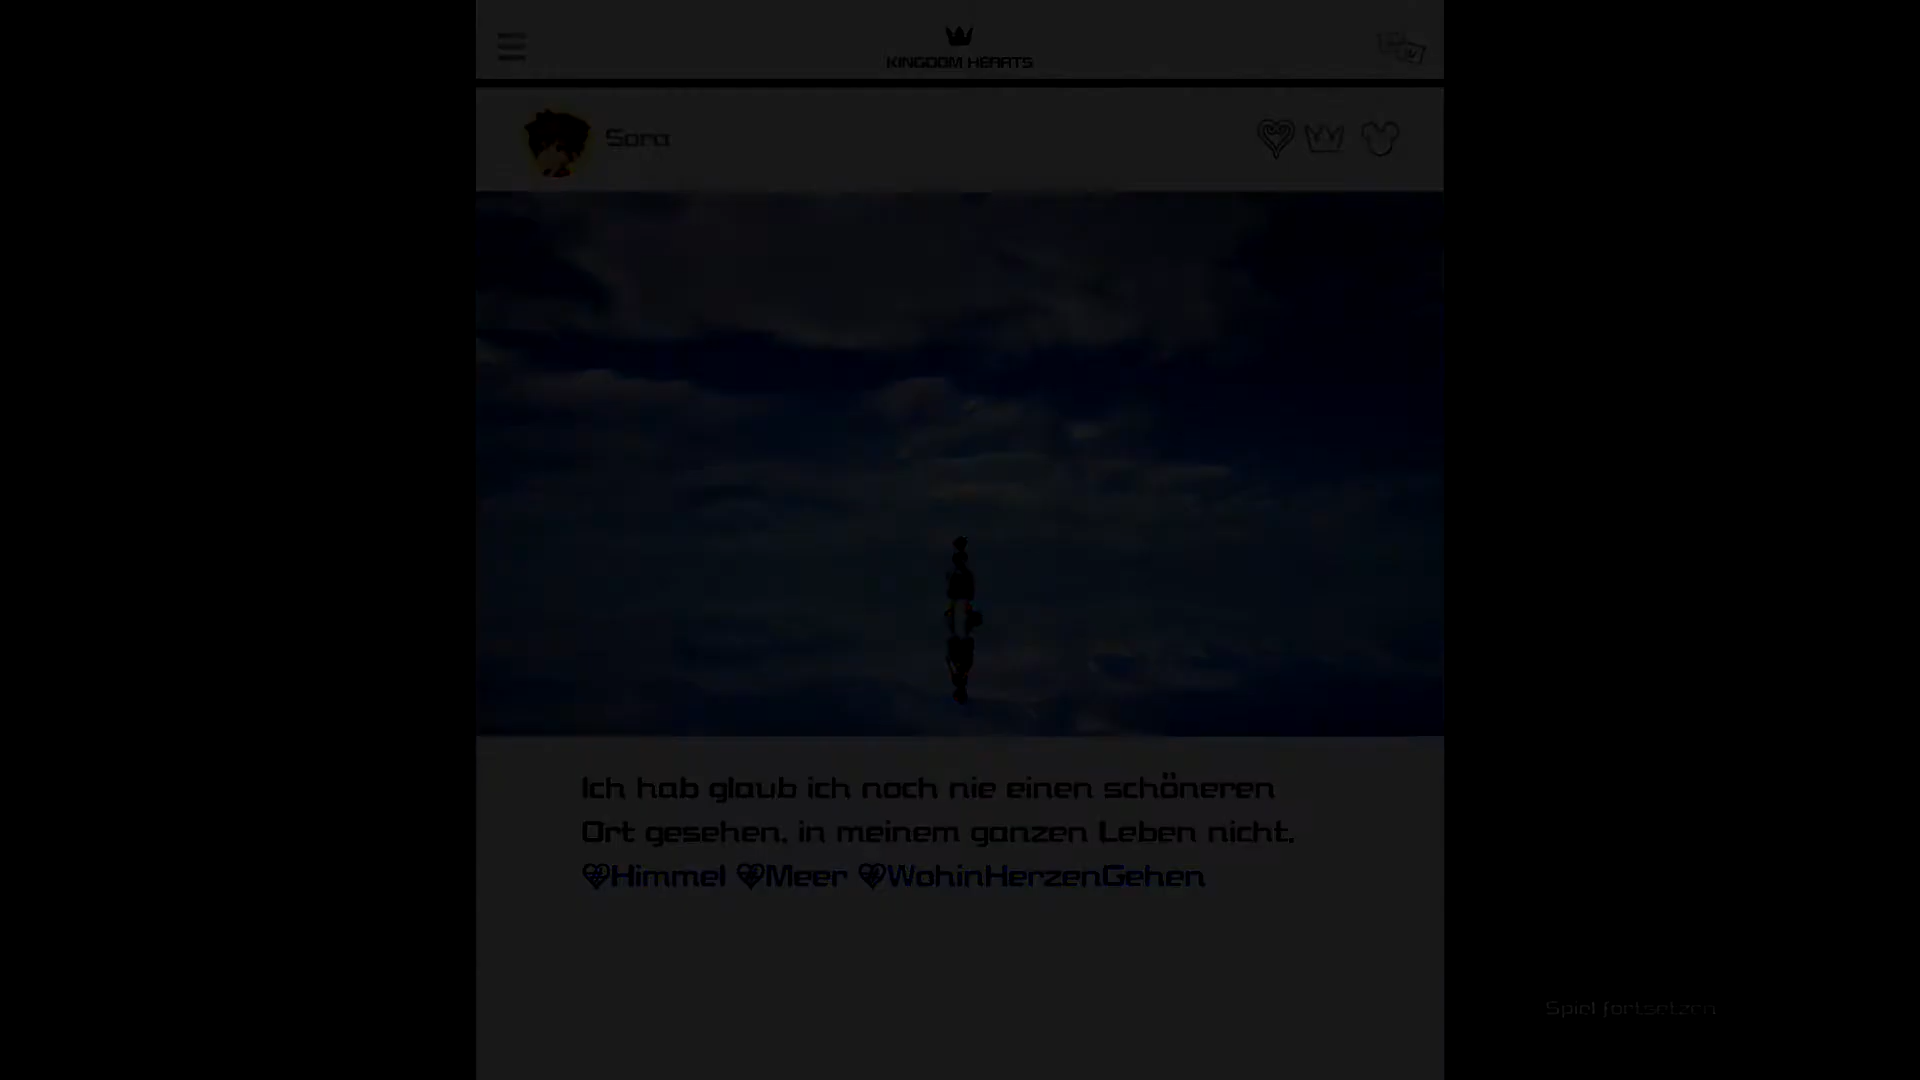 KINGDOM HEARTS
Sora
Ich hab glaub ich noch nie einen schöneren
Ort gesehen, in meinem ganzen Leben nicht.
Himmel Meer WohinHerzenGehen
Spiel fortsetzen